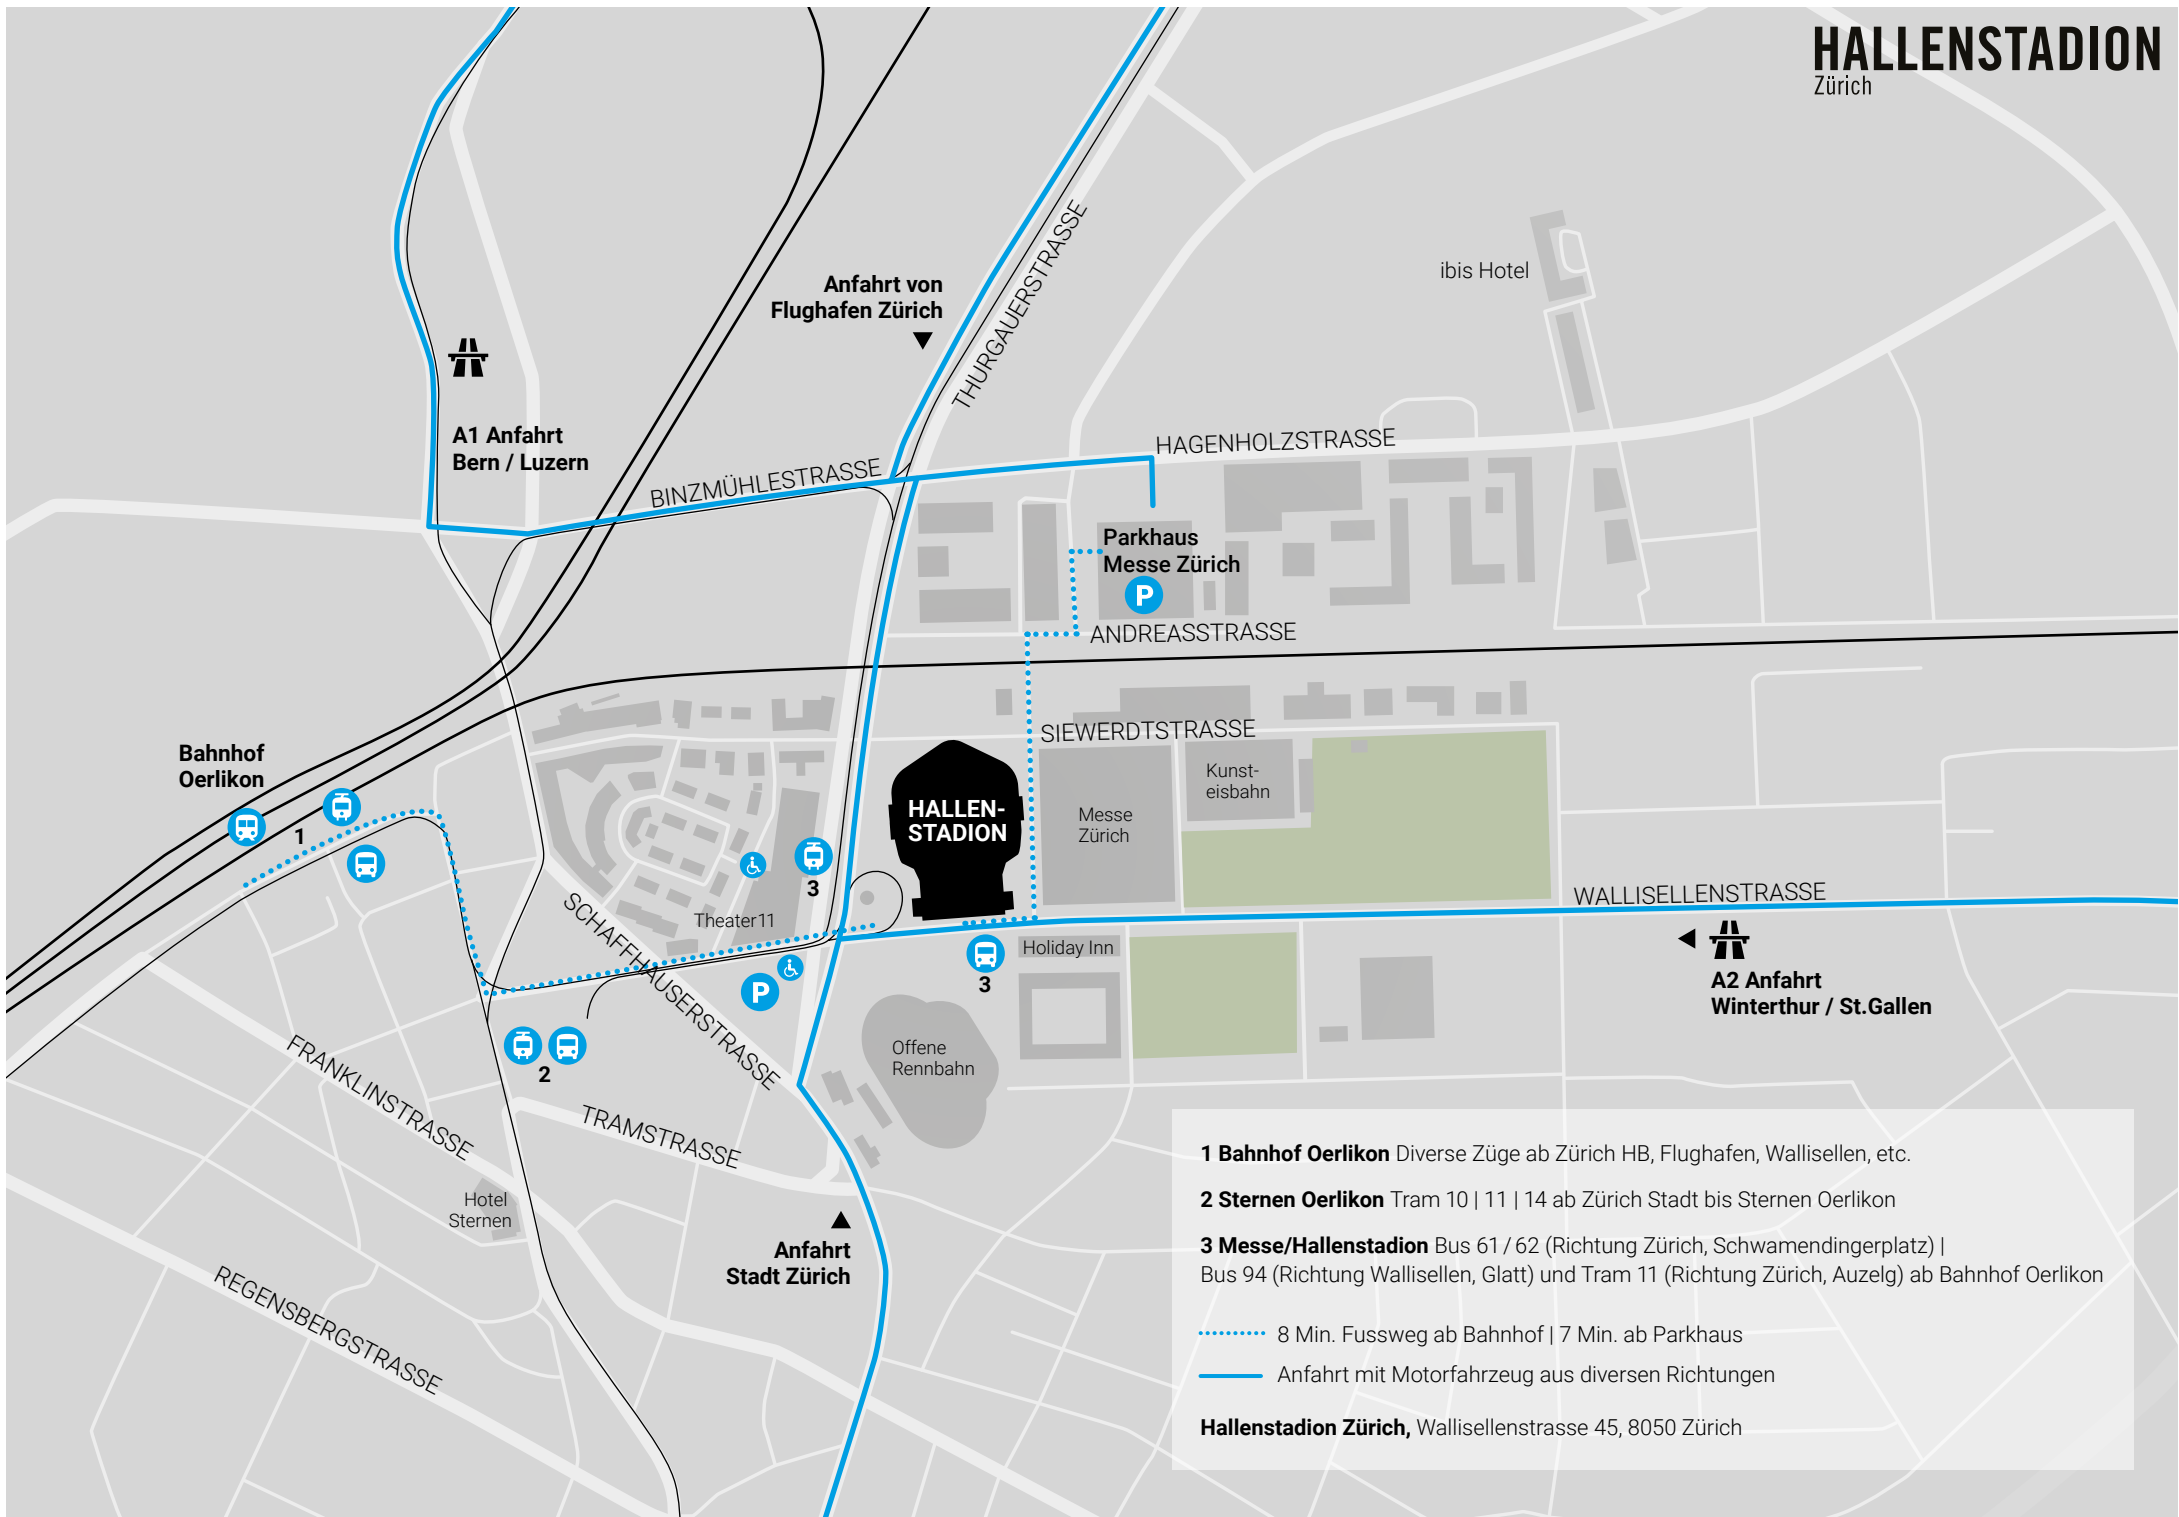 HALLENSTADION
Zürich
ibis Hotel
Anfahrt von
Flughafen Zürich
THURGAUERSTRASSE
A1 Anfahrt
Bern / Luzern
BINZMÜHLESTRASSE
HAGENHOLZSTRASSE
Parkhaus
Messe Zürich
P
ANDREASSTRASSE
SIEWERDTSTRASSE
Bahnhof
Oerlikon
1
HALLEN-
STADION
Kunst-
eisbahn
Messe
Zürich
3
Theater11
WALLISELLENSTRASSE
SCHAFFHAUSERSTRASSE
Holiday Inn
3
P
A2 Anfahrt
Winterthur / St.Gallen
2
Offene
Rennbahn
FRANKLINSTRASSE
TRAMSTRASSE
Hotel
Sternen
Anfahrt
Stadt Zürich
REGENSBERGSTRASSE
1 Bahnhof Oerlikon Diverse Züge ab Zürich HB, Flughafen, Wallisellen, etc.
2 Sternen Oerlikon Tram 10 | 11 | 14 ab Zürich Stadt bis Sternen Oerlikon
3 Messe/Hallenstadion Bus 61 / 62 (Richtung Zürich, Schwamendingerplatz) |
Bus 94 (Richtung Wallisellen, Glatt) und Tram 11 (Richtung Zürich, Auzelg) ab Bahnhof Oerlikon
8 Min. Fussweg ab Bahnhof | 7 Min. ab Parkhaus
Anfahrt mit Motorfahrzeug aus diversen Richtungen
Hallenstadion Zürich, Wallisellenstrasse 45, 8050 Zürich